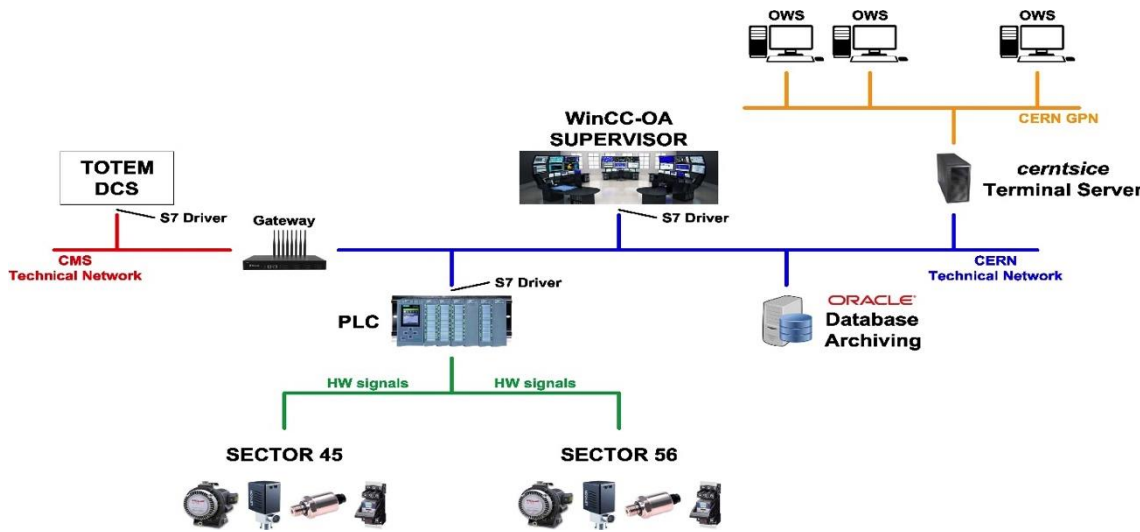 OWS
OWS
OWS
CERN GPN
WinCC-OA
SUPERVISOR
TOTEM
DCS
S7 Driver
Gateway
S7 Driver
cerntsice
Terminal Server
CMS
Technical Network
CERN
Technical Network
S7 Driver
PLC
ORACLE
Database
Archiving
HW signals
HW signals
SECTOR 45
SECTOR 56